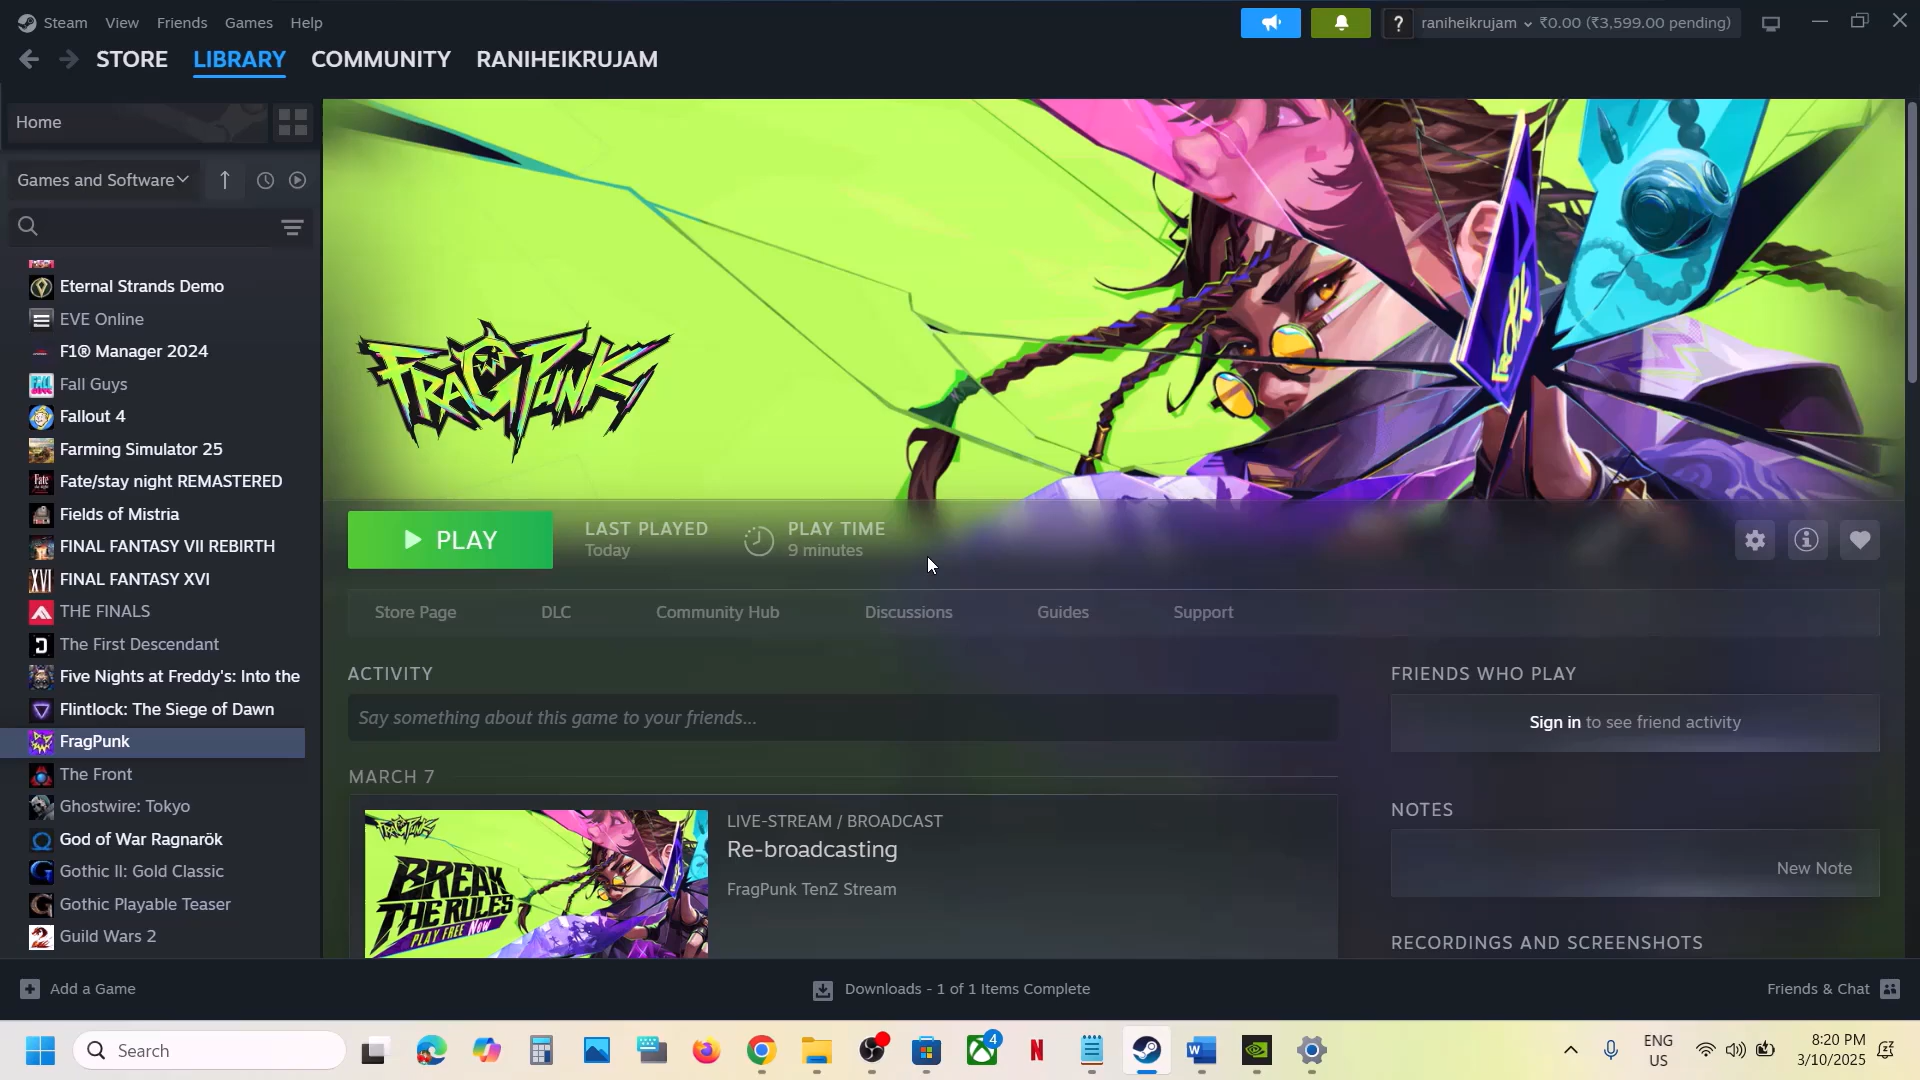 Steam View Friends Games Help
raniheikrujam ₹0.00 (₹3,599.00 pending)
STORE LIBRARY COMMUNITY RANIHEIKRUJAM
Home
Games and Software
Eternal Strands Demo
EVE Online
F1® Manager 2024
Fall Guys
Fallout 4
Farming Simulator 25
Fate/stay night REMASTERED
Fields of Mistria
FINAL FANTASY VII REBIRTH
FINAL FANTASY XVI
THE FINALS
The First Descendant
Five Nights at Freddy's: Into the
Flintlock: The Siege of Dawn
FragPunk
The Front
Ghostwire: Tokyo
God of War Ragnarök
Gothic II: Gold Classic
Gothic Playable Teaser
Guild Wars 2
FRAGPUNK
PLAY
LAST PLAYED
Today
PLAY TIME
9 minutes
Store Page DLC Community Hub Discussions Guides Support
ACTIVITY
Say something about this game to your friends...
MARCH 7
FRAGPUNK
BREAK
THE RULES
PLAY FREE NOW
LIVE-STREAM / BROADCAST
Re-broadcasting
FragPunk TenZ Stream
FRIENDS WHO PLAY
Sign in to see friend activity
NOTES
New Note
RECORDINGS AND SCREENSHOTS
Add a Game
Downloads - 1 of 1 Items Complete
Friends & Chat
Search
4
ENG
US
8:20 PM
3/10/2025